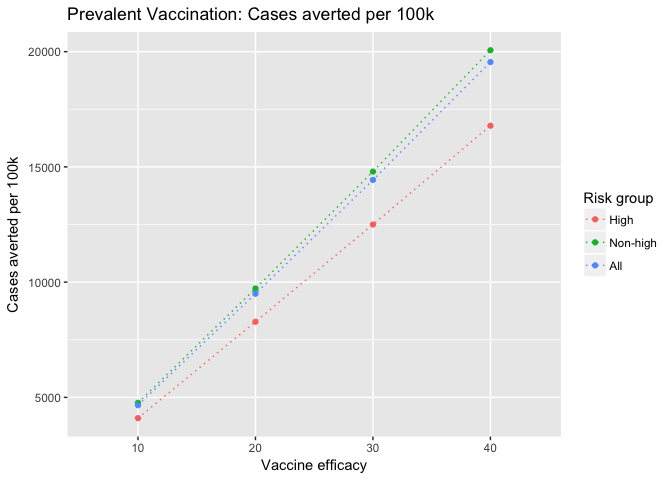 Prevalent Vaccination: Cases averted per 100k
Cases averted per 100k
20000
15000
10000
5000
10 20 30 40
Vaccine efficacy
Risk group
High
Non-high
All